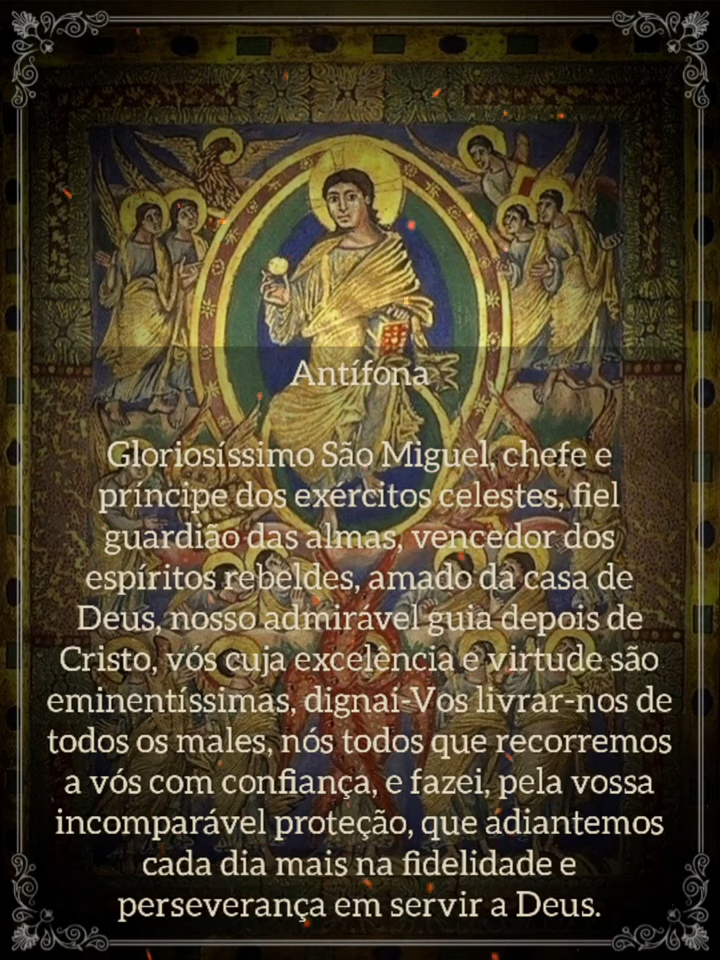 Antífona
Gloriosíssimo São Miguel, chefe e
príncipe dos exércitos celestes, fiel
guardião das almas, vencedor dos
espíritos rebeldes, amado da casa de
Deus, nosso admirável guia depois de
Cristo, vós cuja excelência e virtude são
eminentíssimas, dignaí-Vos livrar-nos de
todos os males, nós todos que recorremos
a vós com confiança, e fazei, pela vossa
incomparável proteção, que adiantemos
cada dia mais na fidelidade e
perseverança em servir a Deus.